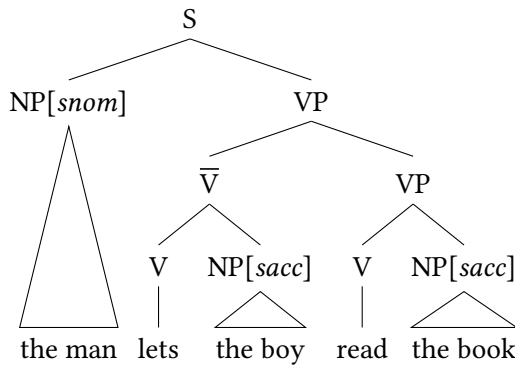 S
NP[snom] VP
V̅ VP
V NP[sacc] V NP[sacc]
the man lets the boy read the book